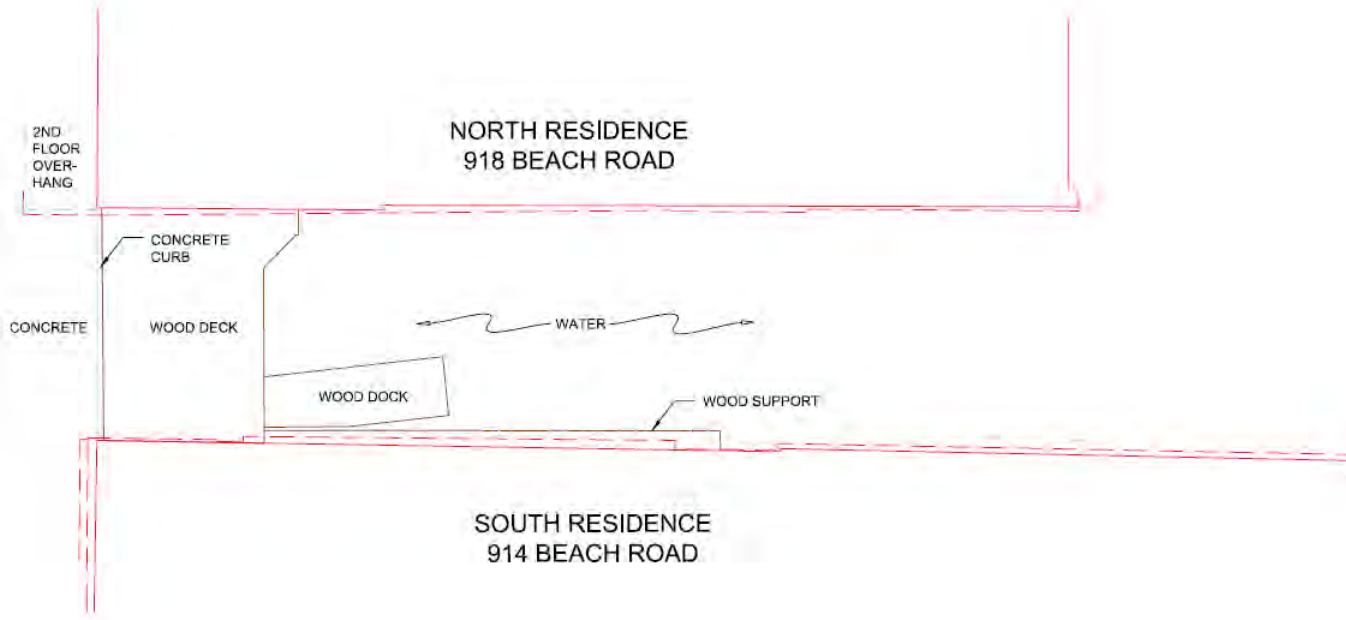 NORTH RESIDENCE
918 BEACH ROAD
2ND
FLOOR
OVER-
HANG
CONCRETE
CURB
CONCRETE
WOOD DECK
WATER
WOOD DOCK
WOOD SUPPORT
SOUTH RESIDENCE
914 BEACH ROAD